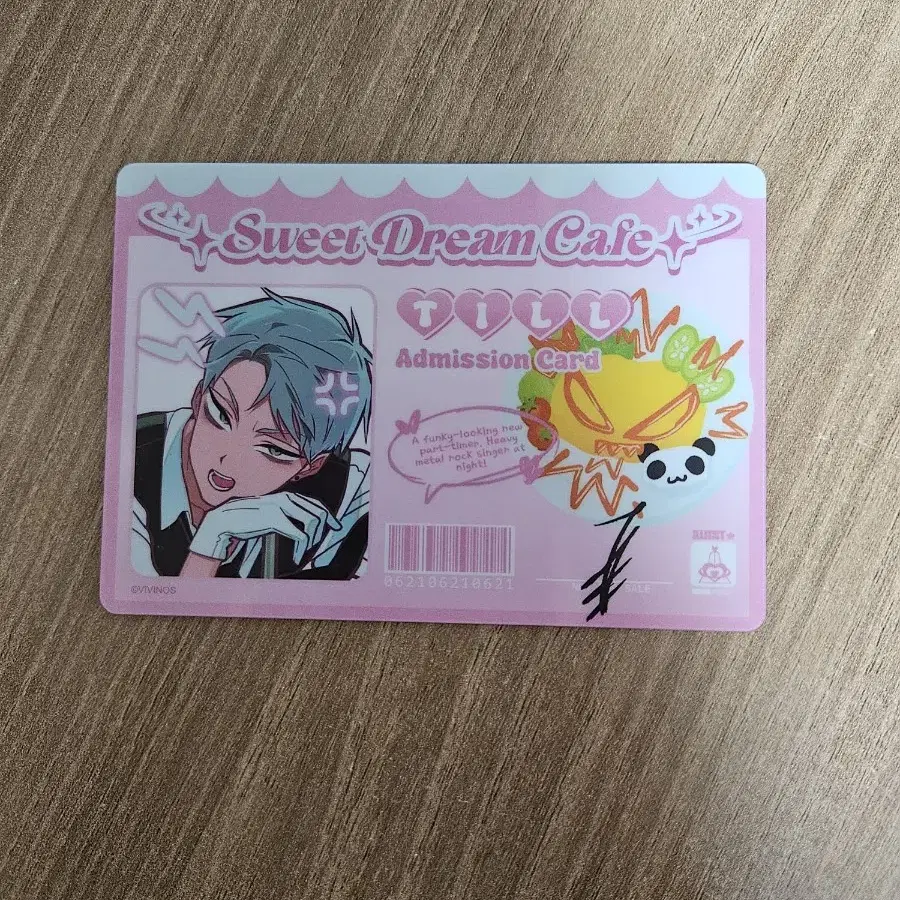 Sweet Dream Cafe
TILL
Admission Card
A funky-looking new
part-timer. Heavy
metal rock singer at
night!
062106210621
SALE
©VIVINOS